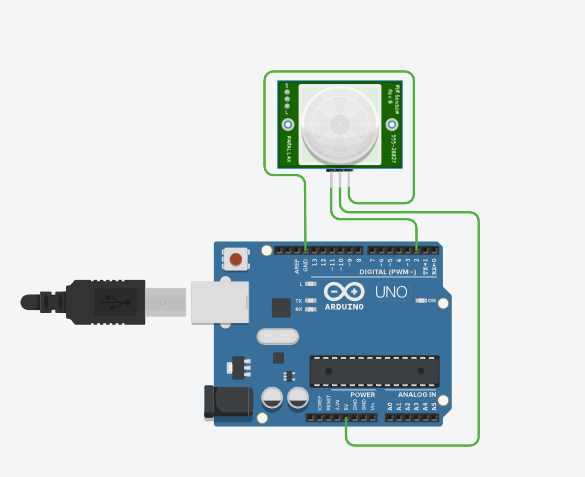 PIR Sensor
Rev B
PARALLAX
555-28027
AREF
GND
13
12
~11
~10
~9
8
7
~6
~5
4
~3
2
TX→1
RX←0
DIGITAL (PWM~)
L
TX
RX
ARDUINO
UNO
ON
POWER
ANALOG IN
IOREF
RESET
3.3V
5V
GND
GND
Vin
A0
A1
A2
A3
A4
A5